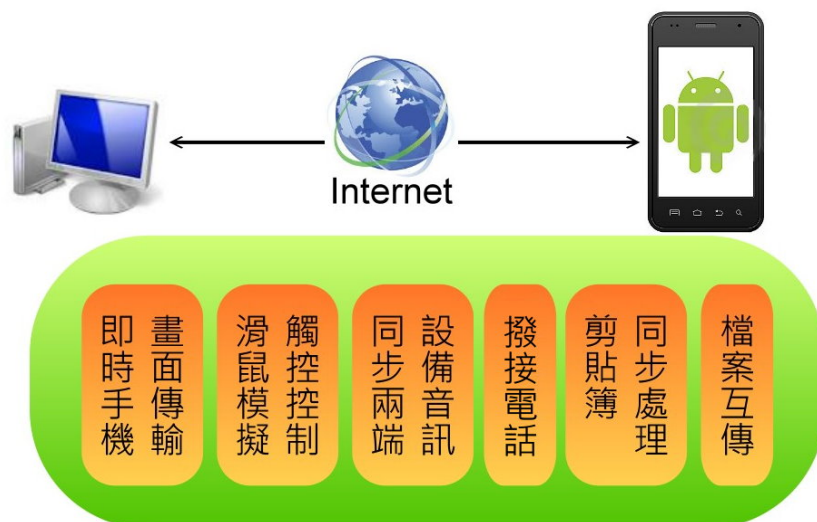 Internet
即時手機
畫面傳輸
滑鼠模擬
觸控控制
同步兩端
設備音訊
撥接電話
剪貼簿
同步處理
檔案互傳